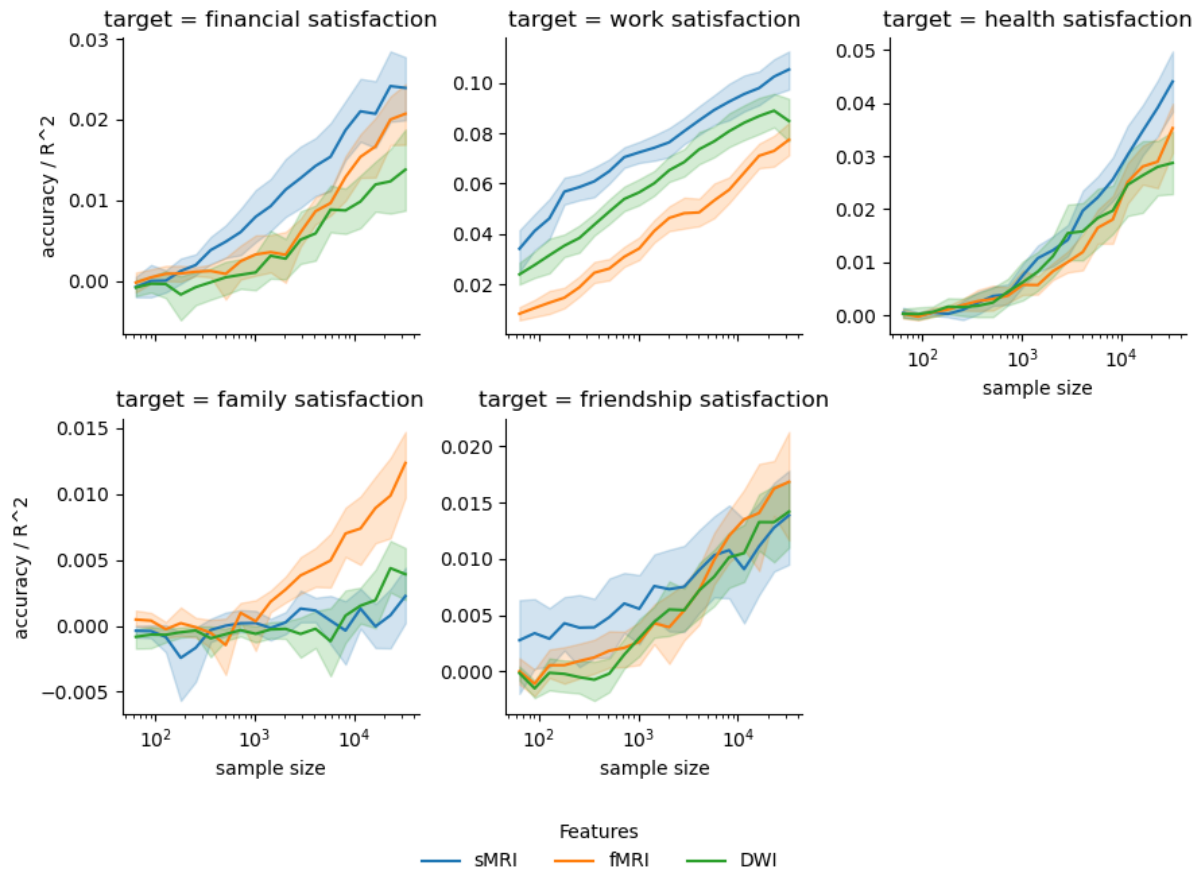 target = financial satisfaction
target = work satisfaction
target = health satisfaction
accuracy / R^2
0.03
0.02
0.01
0.00
0.10
0.08
0.06
0.04
0.02
0.05
0.04
0.03
0.02
0.01
0.00
10^2
10^3
10^4
sample size
target = family satisfaction
target = friendship satisfaction
accuracy / R^2
0.015
0.010
0.005
0.000
−0.005
10^2
10^3
10^4
sample size
0.020
0.015
0.010
0.005
0.000
10^2
10^3
10^4
sample size
Features
sMRI
fMRI
DWI